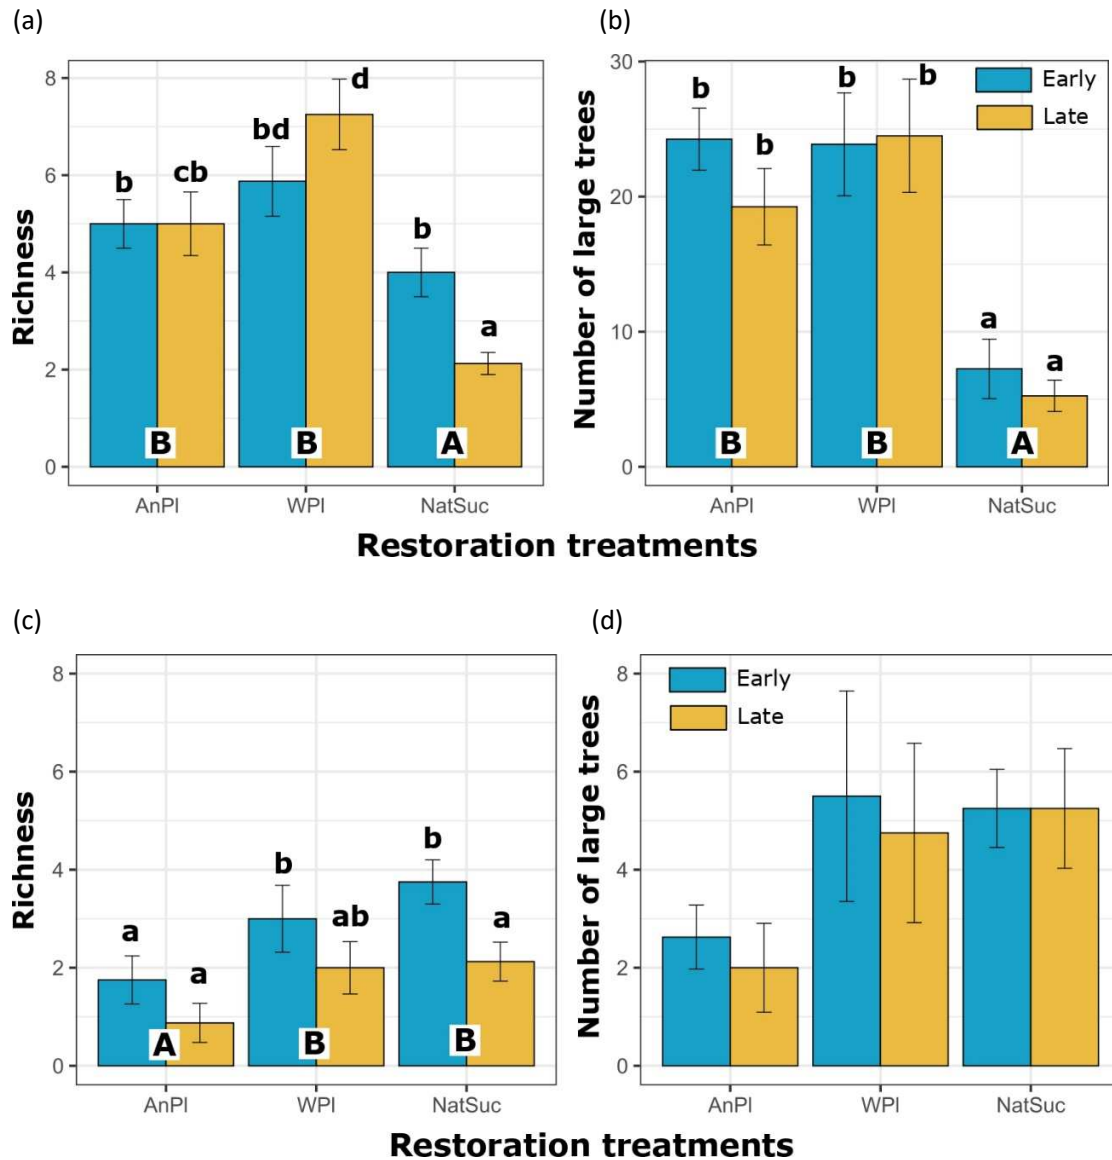 (a)
(b)
Richness
8
6
4
2
0
b
cb
bd
d
b
a
B
B
A
AnPl
WPl
NatSuc
Number of large trees
30
20
10
0
b
b
b
b
a
a
B
B
A
Early
Late
AnPl
WPl
NatSuc
Restoration treatments
(c)
(d)
Richness
8
6
4
2
0
a
a
b
ab
b
a
A
B
B
AnPl
WPl
NatSuc
Number of large trees
8
6
4
2
0
Early
Late
AnPl
WPl
NatSuc
Restoration treatments